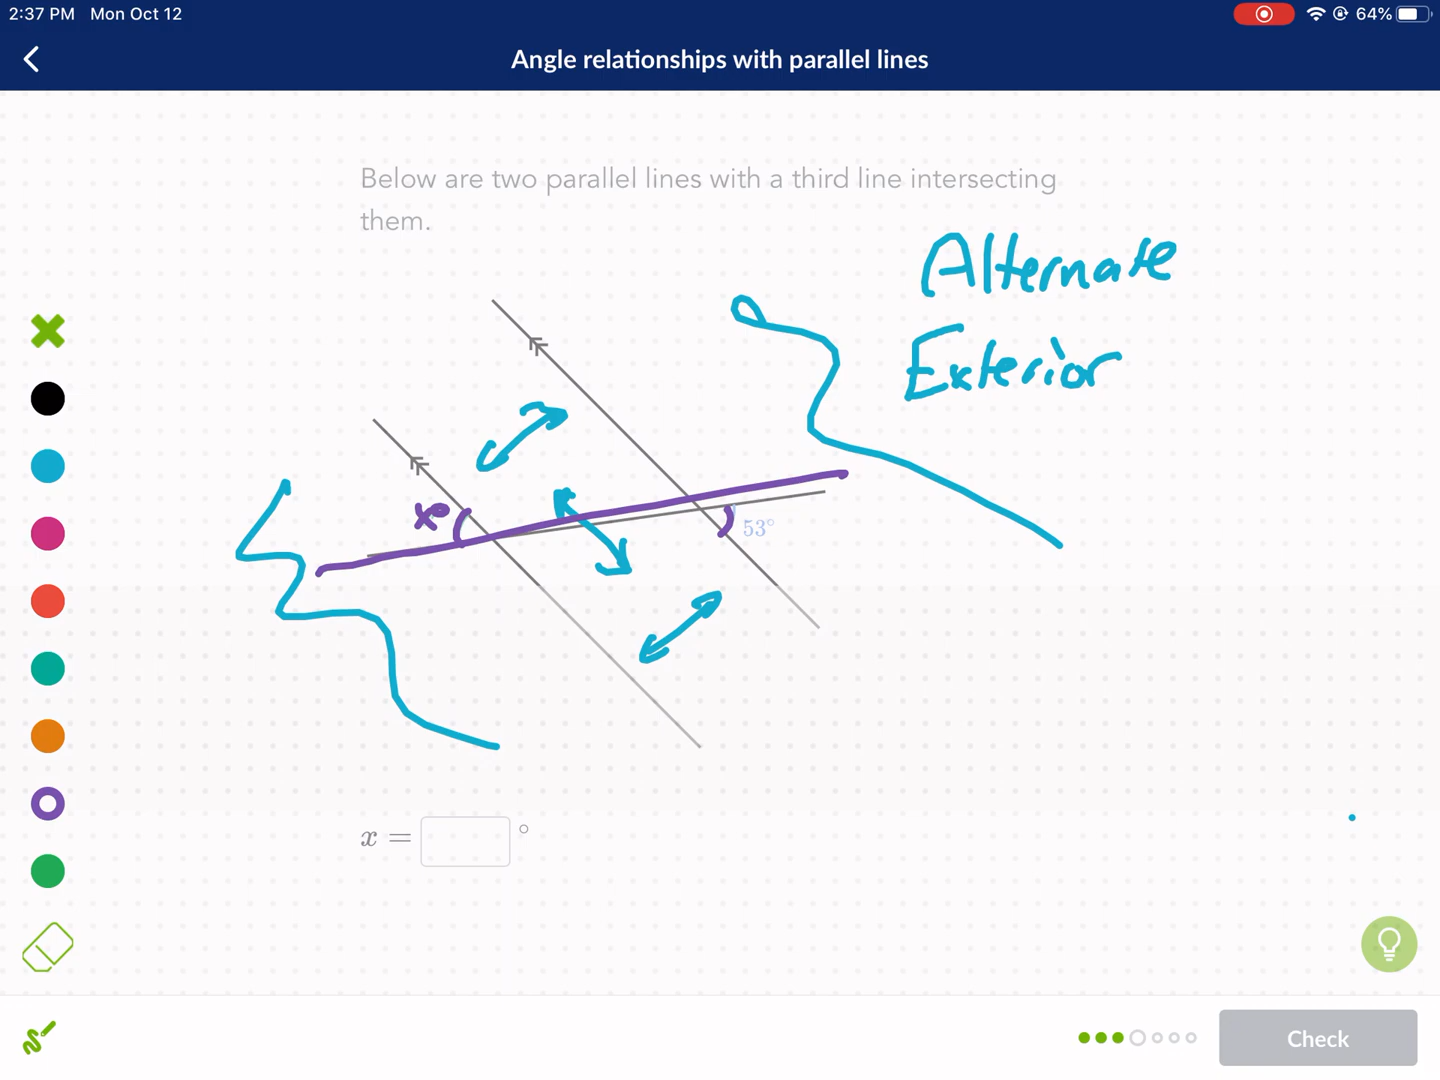 2:37 PM Mon Oct 12
64%
Angle relationships with parallel lines
Below are two parallel lines with a third line intersecting
them.
Alternate
Exterior
x°
53°
x = °
Check